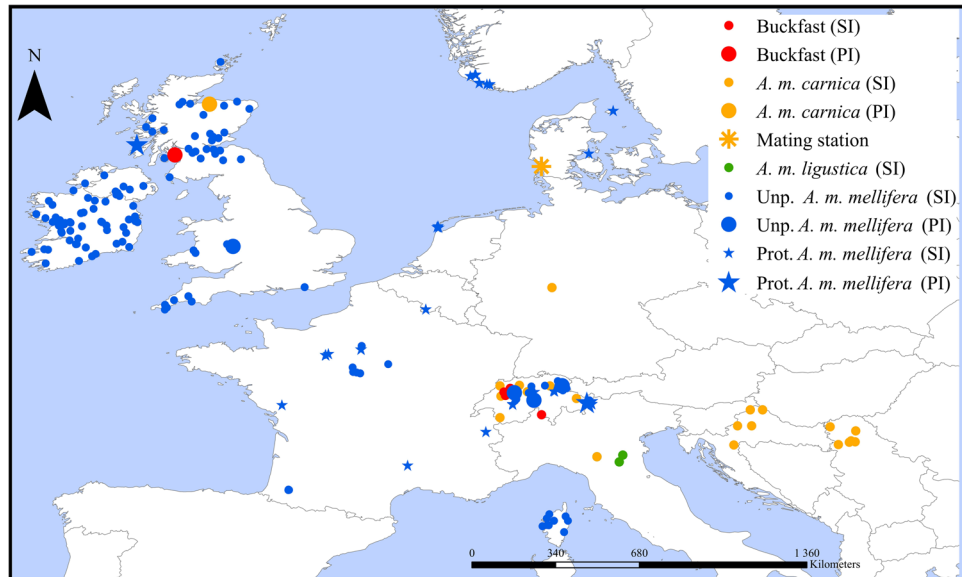 N
Buckfast (SI)
Buckfast (PI)
A. m. carnica (SI)
A. m. carnica (PI)
Mating station
A. m. ligustica (SI)
Unp. A. m. mellifera (SI)
Unp. A. m. mellifera (PI)
Prot. A. m. mellifera (SI)
Prot. A. m. mellifera (PI)
0 340 680 1 360
Kilometers